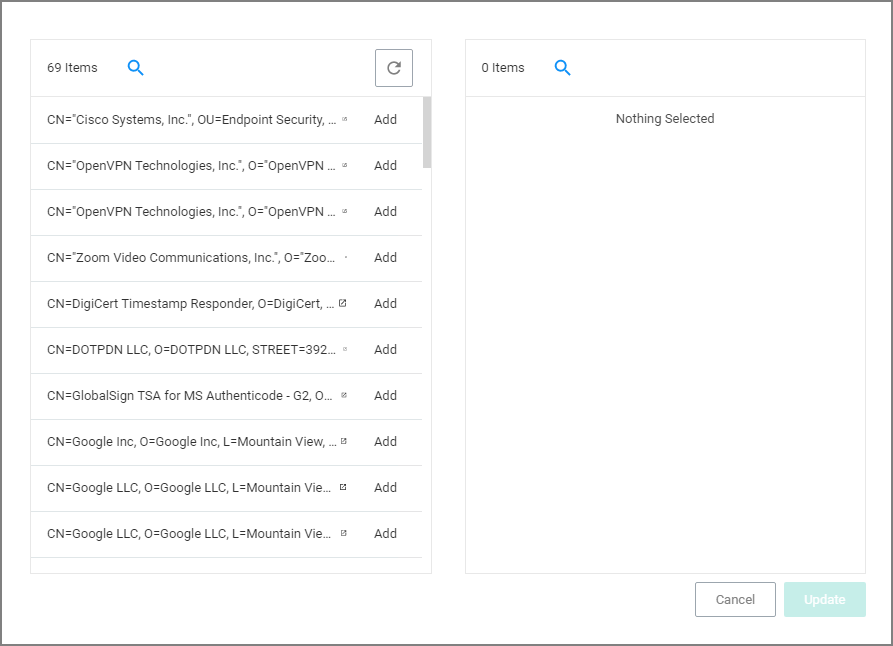 69 Items
0 Items
CN="Cisco Systems, Inc.", OU=Endpoint Security, ... Add
Nothing Selected
CN="OpenVPN Technologies, Inc.", O="OpenVPN ... Add
CN="OpenVPN Technologies, Inc.", O="OpenVPN ... Add
CN="Zoom Video Communications, Inc.", O="Zoo... Add
CN=DigiCert Timestamp Responder, O=DigiCert, ... Add
CN=DOTPDN LLC, O=DOTPDN LLC, STREET=392... Add
CN=GlobalSign TSA for MS Authenticode - G2, O... Add
CN=Google Inc, O=Google Inc, L=Mountain View, ... Add
CN=Google LLC, O=Google LLC, L=Mountain Vie... Add
CN=Google LLC, O=Google LLC, L=Mountain Vie... Add
Cancel
Update